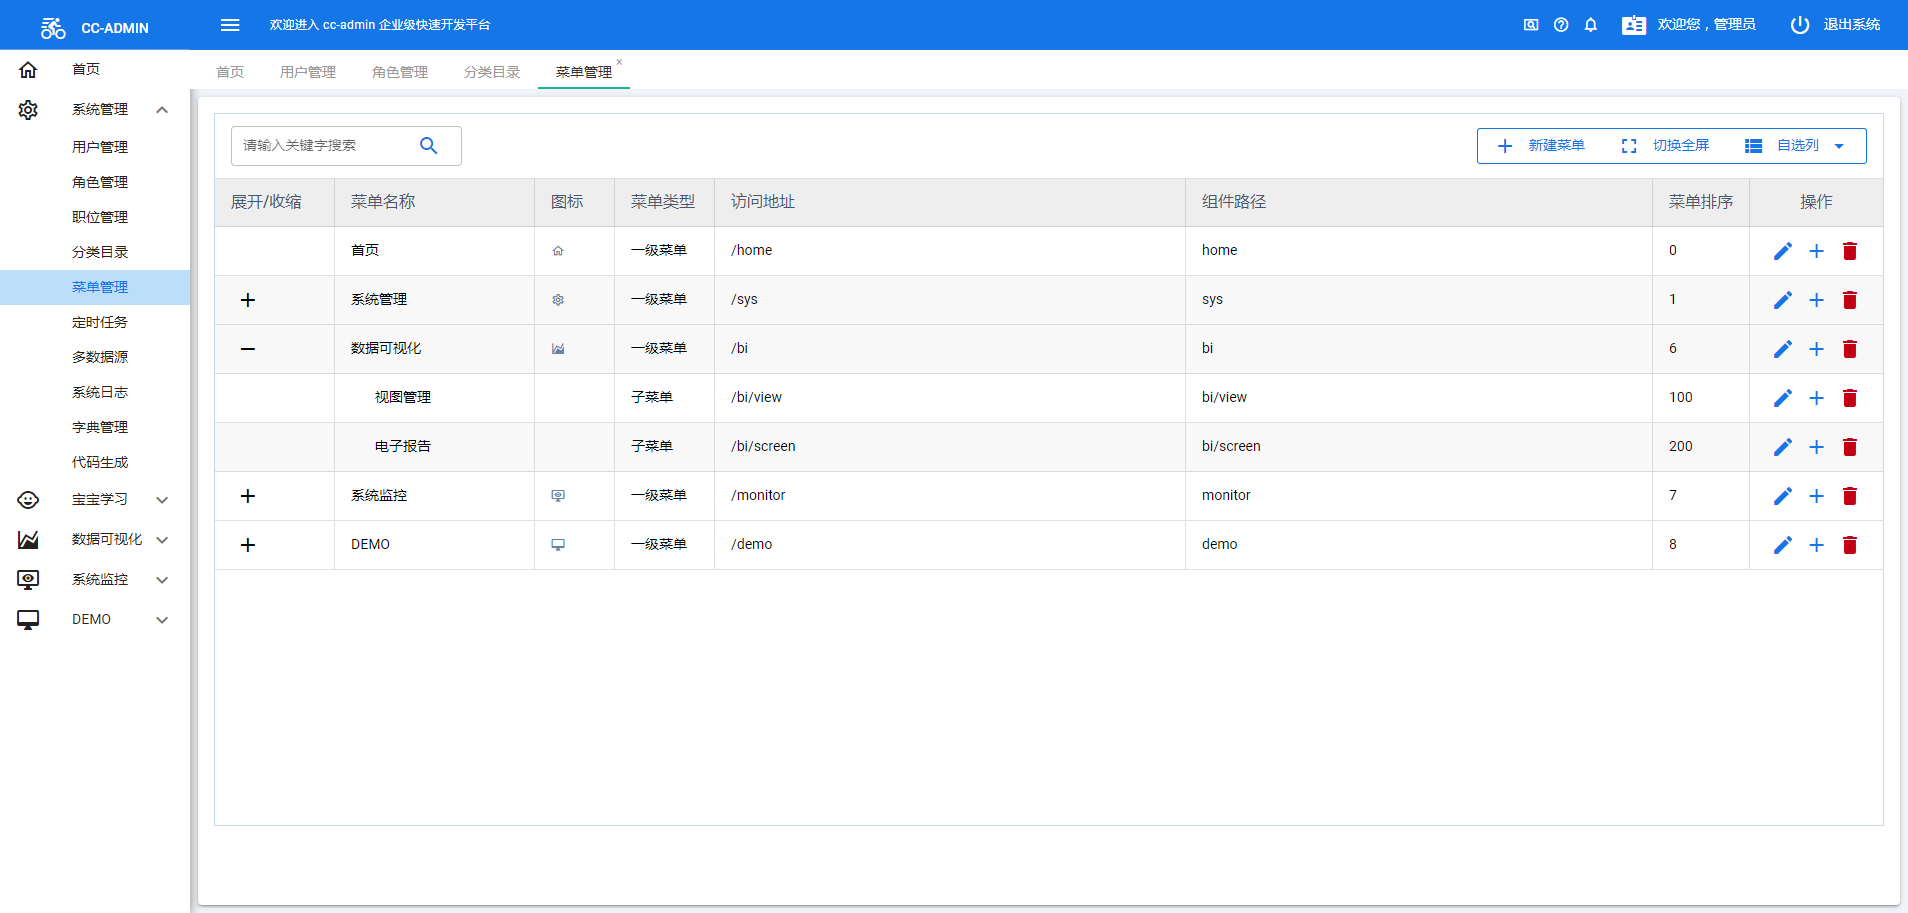 CC-ADMIN
欢迎进入 cc-admin 企业级快速开发平台
欢迎您，管理员
退出系统
首页
系统管理
用户管理
角色管理
职位管理
分类目录
菜单管理
定时任务
多数据源
系统日志
字典管理
代码生成
宝宝学习
数据可视化
系统监控
DEMO
首页 用户管理 角色管理 分类目录 菜单管理 ×
请输入关键字搜索
新建菜单 切换全屏 自选列
展开/收缩 菜单名称 图标 菜单类型 访问地址 组件路径 菜单排序 操作
首页 一级菜单 /home home 0
系统管理 一级菜单 /sys sys 1
数据可视化 一级菜单 /bi bi 6
视图管理 子菜单 /bi/view bi/view 100
电子报告 子菜单 /bi/screen bi/screen 200
系统监控 一级菜单 /monitor monitor 7
DEMO 一级菜单 /demo demo 8